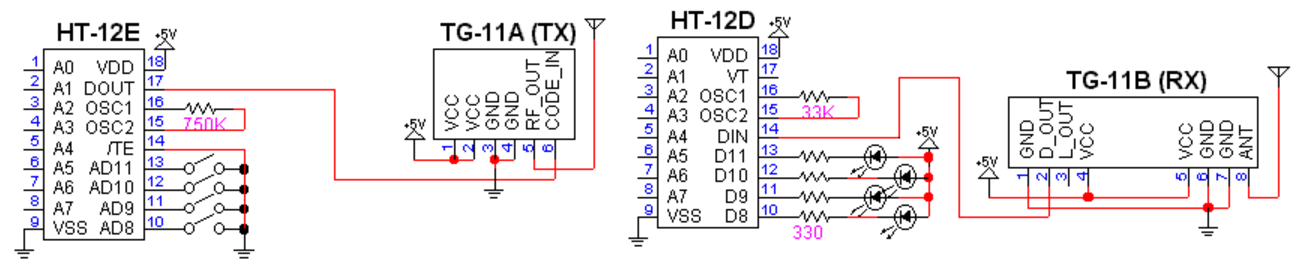 HT-12E
+5V
1 A0 VDD 18
2 A1 DOUT 17
3 A2 OSC1 16
4 A3 OSC2 15
750K
5 A4 /TE 14
6 A5 AD11 13
7 A6 AD10 12
8 A7 AD9 11
9 VSS AD8 10
TG-11A (TX)
+5V
VCC VCC GND GND RF_OUT CODE_IN
1 2 3 4 5 6
HT-12D
+5V
1 A0 VDD 18
2 A1 VT 17
3 A2 OSC1 16
4 A3 OSC2 15
33K
5 A4 DIN 14
+5V
6 A5 D11 13
7 A6 D10 12
8 A7 D9 11
9 VSS D8 10
330
TG-11B (RX)
+5V
GND D_OUT L_OUT VCC VCC GND GND ANT
1 2 3 4 5 6 7 8